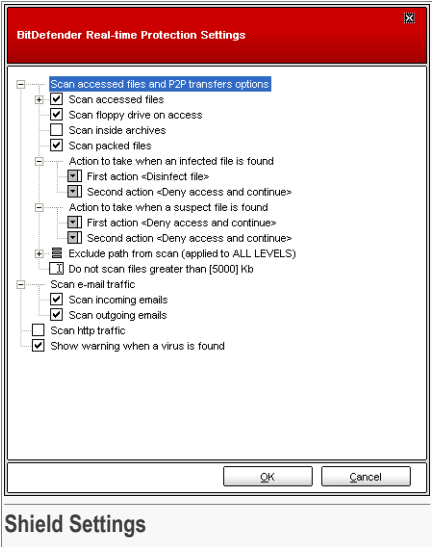 BitDefender Real-time Protection Settings
Scan accessed files and P2P transfers options
Scan accessed files
Scan floppy drive on access
Scan inside archives
Scan packed files
Action to take when an infected file is found
First action <Disinfect file>
Second action <Deny access and continue>
Action to take when a suspect file is found
First action <Deny access and continue>
Second action <Deny access and continue>
Exclude path from scan (applied to ALL LEVELS)
Do not scan files greater than [5000] Kb
Scan e-mail traffic
Scan incoming emails
Scan outgoing emails
Scan http traffic
Show warning when a virus is found
OK Cancel
Shield Settings